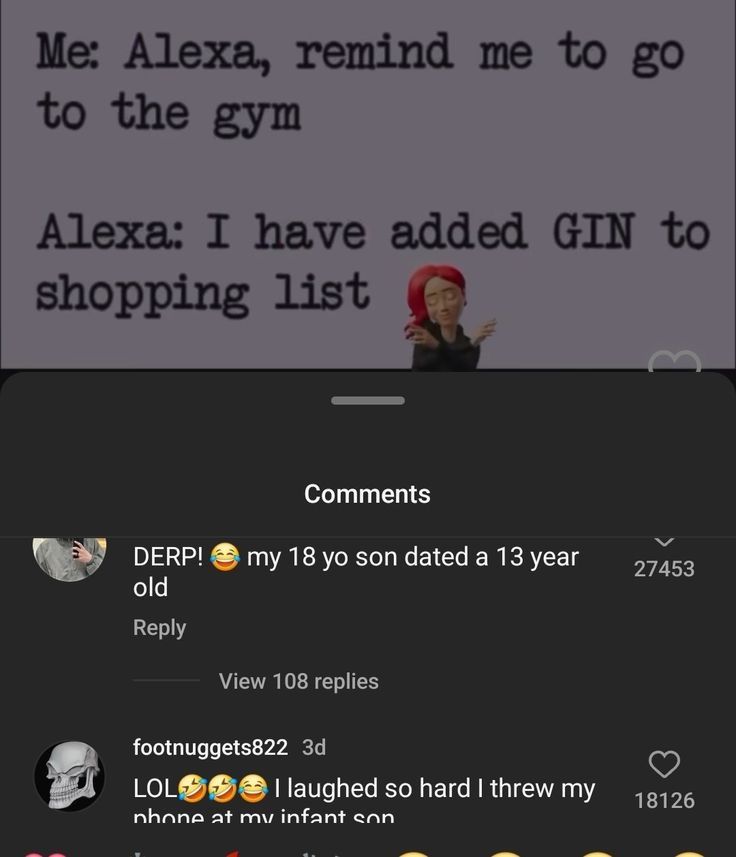 Me: Alexa, remind me to go
to the gym
Alexa: I have added GIN to
shopping list
Comments
DERP! 😂 my 18 yo son dated a 13 year
old
27453
Reply
View 108 replies
footnuggets822 3d
LOL🤣🤣😂 I laughed so hard I threw my
phone at my infant son
18126